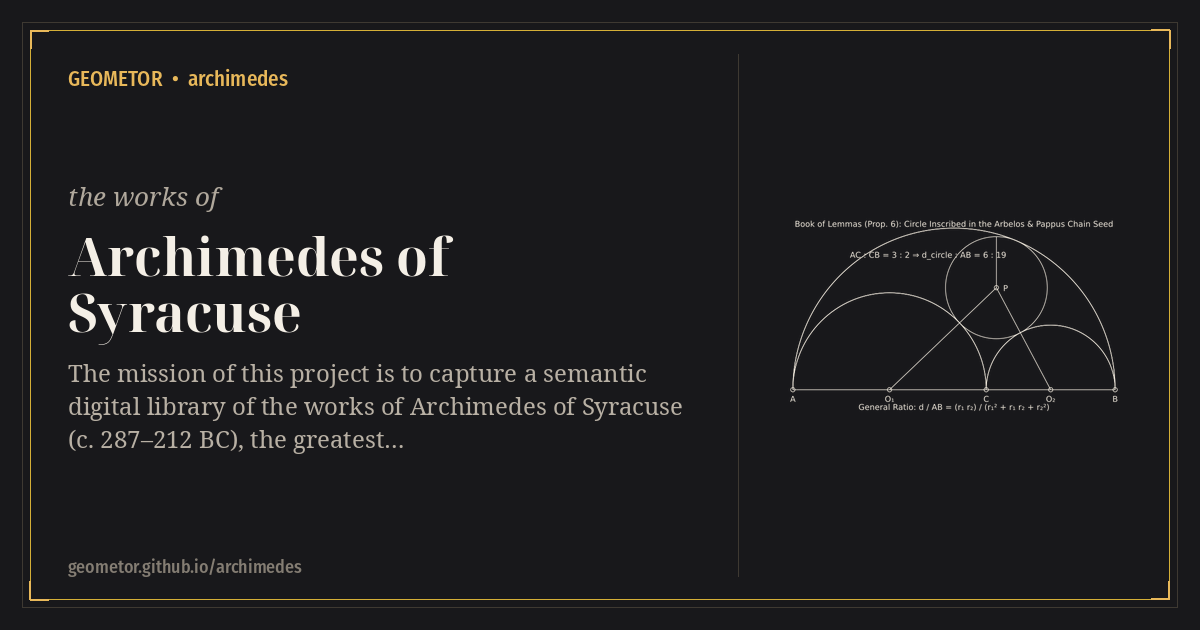 GEOMETOR • archimedes
the works of
Archimedes of
Syracuse
The mission of this project is to capture a semantic
digital library of the works of Archimedes of Syracuse
(c. 287–212 BC), the greatest...
geometor.github.io/archimedes
Book of Lemmas (Prop. 6): Circle Inscribed in the Arbelos & Pappus Chain Seed
AC : CB = 3 : 2 ⇒ d_circle : AB = 6 : 19
P
A O₁ C O₂ B
General Ratio: d / AB = (r₁ r₂) / (r₁² + r₁ r₂ + r₂²)